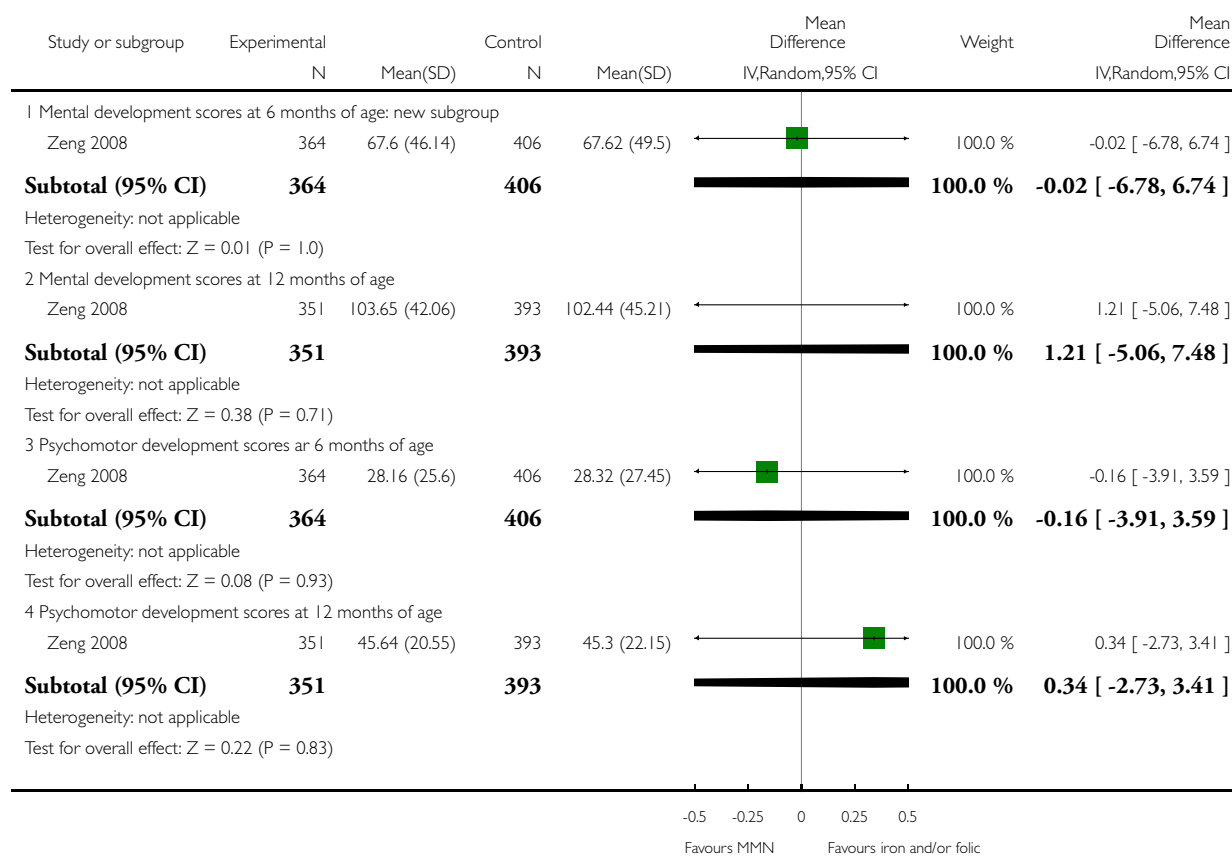 Mean Mean
Study or subgroup Experimental Control Difference Weight Difference
N Mean(SD) N Mean(SD) IV,Random,95% CI IV,Random,95% CI
1 Mental development scores at 6 months of age: new subgroup
Zeng 2008 364 67.6 (46.14) 406 67.62 (49.5) 100.0 % -0.02 [ -6.78, 6.74 ]
Subtotal (95% CI) 364 406 100.0 % -0.02 [ -6.78, 6.74 ]
Heterogeneity: not applicable
Test for overall effect: Z = 0.01 (P = 1.0)
2 Mental development scores at 12 months of age
Zeng 2008 351 103.65 (42.06) 393 102.44 (45.21) 100.0 % 1.21 [ -5.06, 7.48 ]
Subtotal (95% CI) 351 393 100.0 % 1.21 [ -5.06, 7.48 ]
Heterogeneity: not applicable
Test for overall effect: Z = 0.38 (P = 0.71)
3 Psychomotor development scores ar 6 months of age
Zeng 2008 364 28.16 (25.6) 406 28.32 (27.45) 100.0 % -0.16 [ -3.91, 3.59 ]
Subtotal (95% CI) 364 406 100.0 % -0.16 [ -3.91, 3.59 ]
Heterogeneity: not applicable
Test for overall effect: Z = 0.08 (P = 0.93)
4 Psychomotor development scores at 12 months of age
Zeng 2008 351 45.64 (20.55) 393 45.3 (22.15) 100.0 % 0.34 [ -2.73, 3.41 ]
Subtotal (95% CI) 351 393 100.0 % 0.34 [ -2.73, 3.41 ]
Heterogeneity: not applicable
Test for overall effect: Z = 0.22 (P = 0.83)
-0.5 -0.25 0 0.25 0.5
Favours MMN Favours iron and/or folic